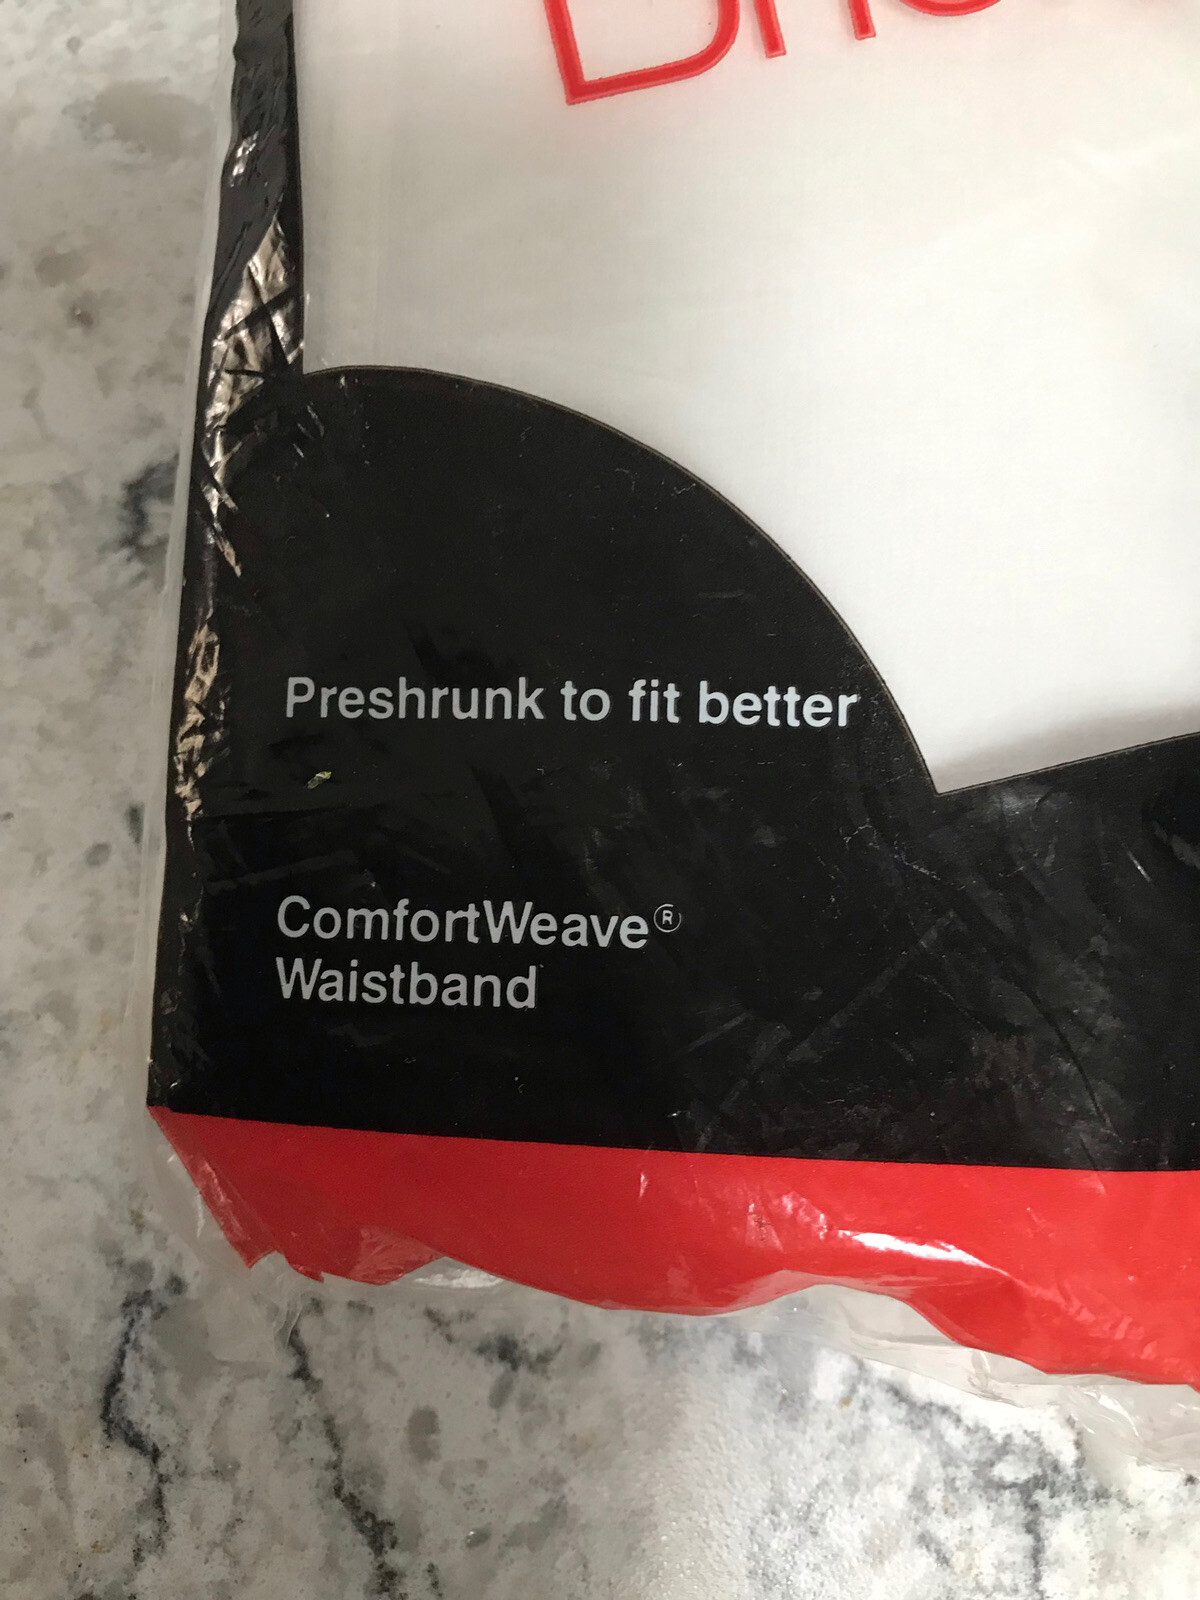 Preshrunk to fit better
ComfortWeave®
Waistband